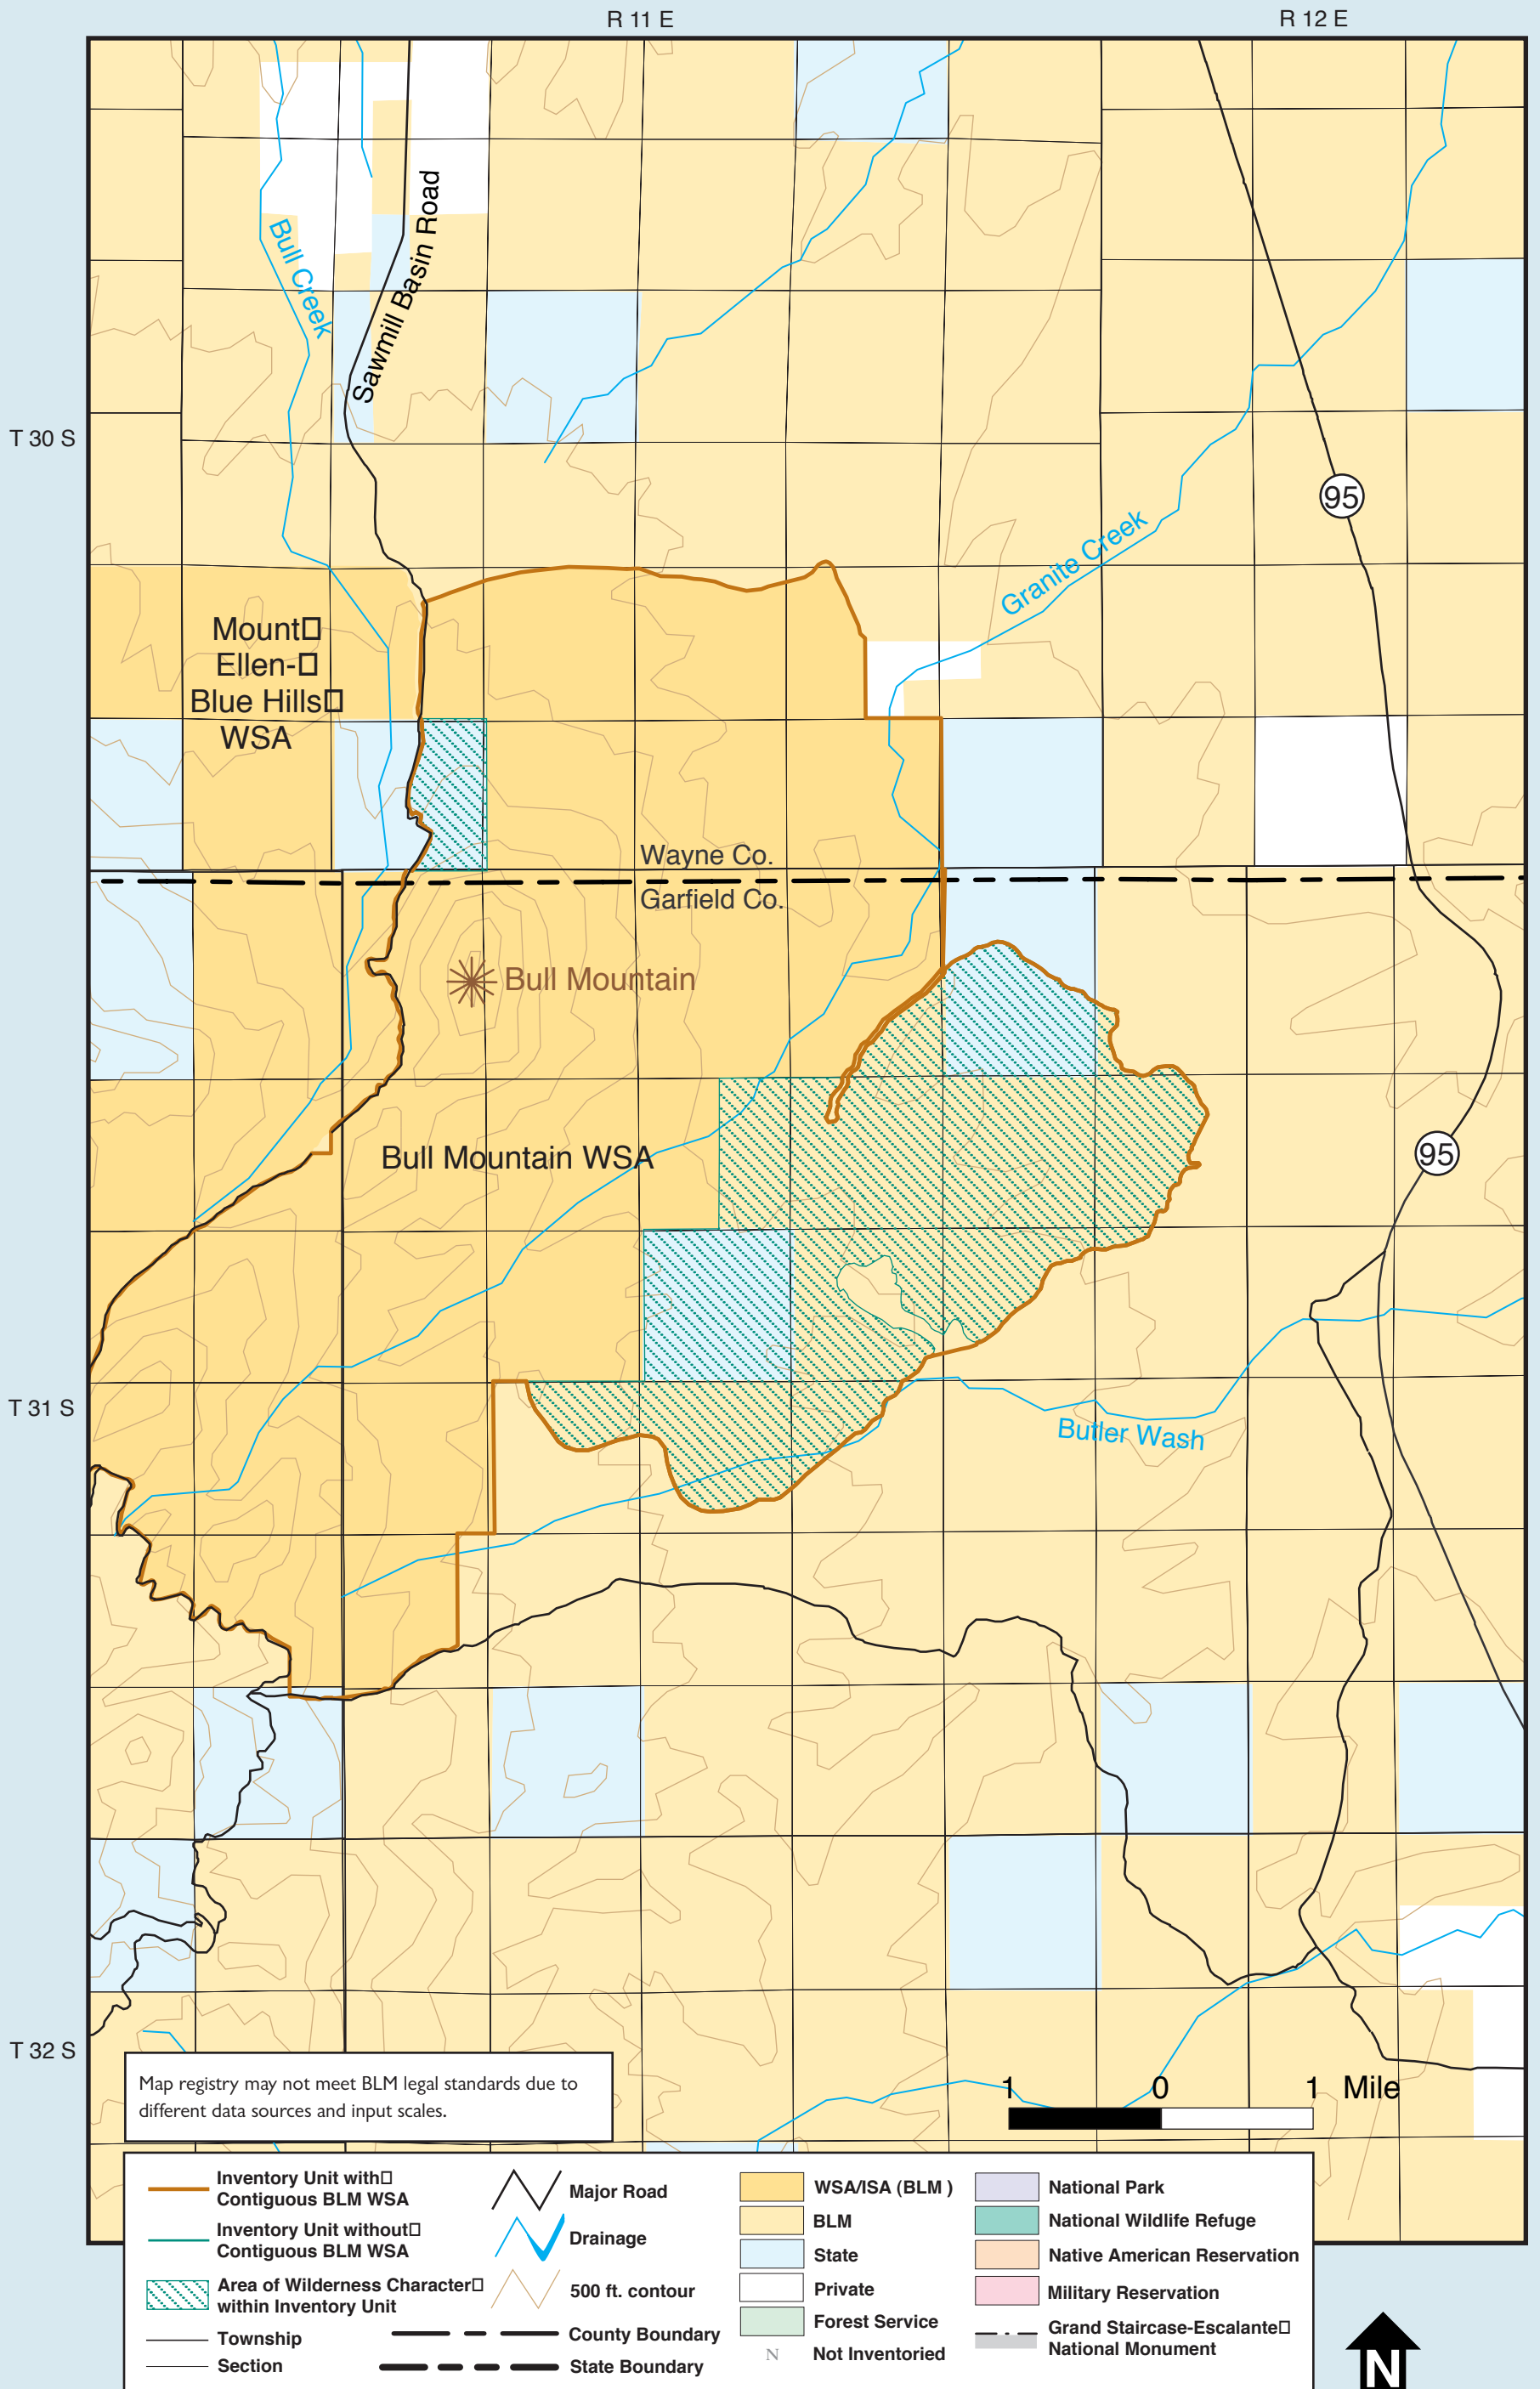 R 11 E
R 12 E
Bull Creek
Sawmill Basin Road
T 30 S
95
Granite Creek
Mount□
Ellen-□
Blue Hills□
WSA
Wayne Co.
Garfield Co.
Bull Mountain
Bull Mountain WSA
95
T 31 S
Butler Wash
T 32 S
Map registry may not meet BLM legal standards due to
different data sources and input scales.
1 0 1 Mile
Inventory Unit with□
Contiguous BLM WSA
Inventory Unit without□
Contiguous BLM WSA
Area of Wilderness Character□
within Inventory Unit
Township
Section
Major Road
Drainage
500 ft. contour
County Boundary
State Boundary
WSA/ISA (BLM )
BLM
State
Private
Forest Service
N Not Inventoried
National Park
National Wildlife Refuge
Native American Reservation
Military Reservation
Grand Staircase-Escalante□
National Monument
N